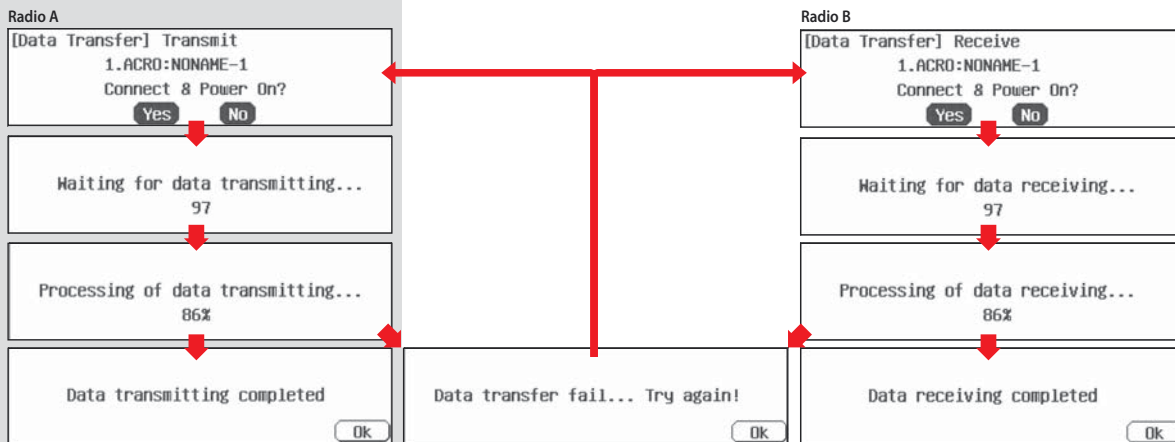 Radio A
[Data Transfer] Transmit
1.ACRO:NONAME-1
Connect & Power On?
Yes No
Waiting for data transmitting...
97
Processing of data transmitting...
86%
Data transmitting completed
Ok
Data transfer fail... Try again!
Ok
Radio B
[Data Transfer] Receive
1.ACRO:NONAME-1
Connect & Power On?
Yes No
Waiting for data receiving...
97
Processing of data receiving...
86%
Data receiving completed
Ok